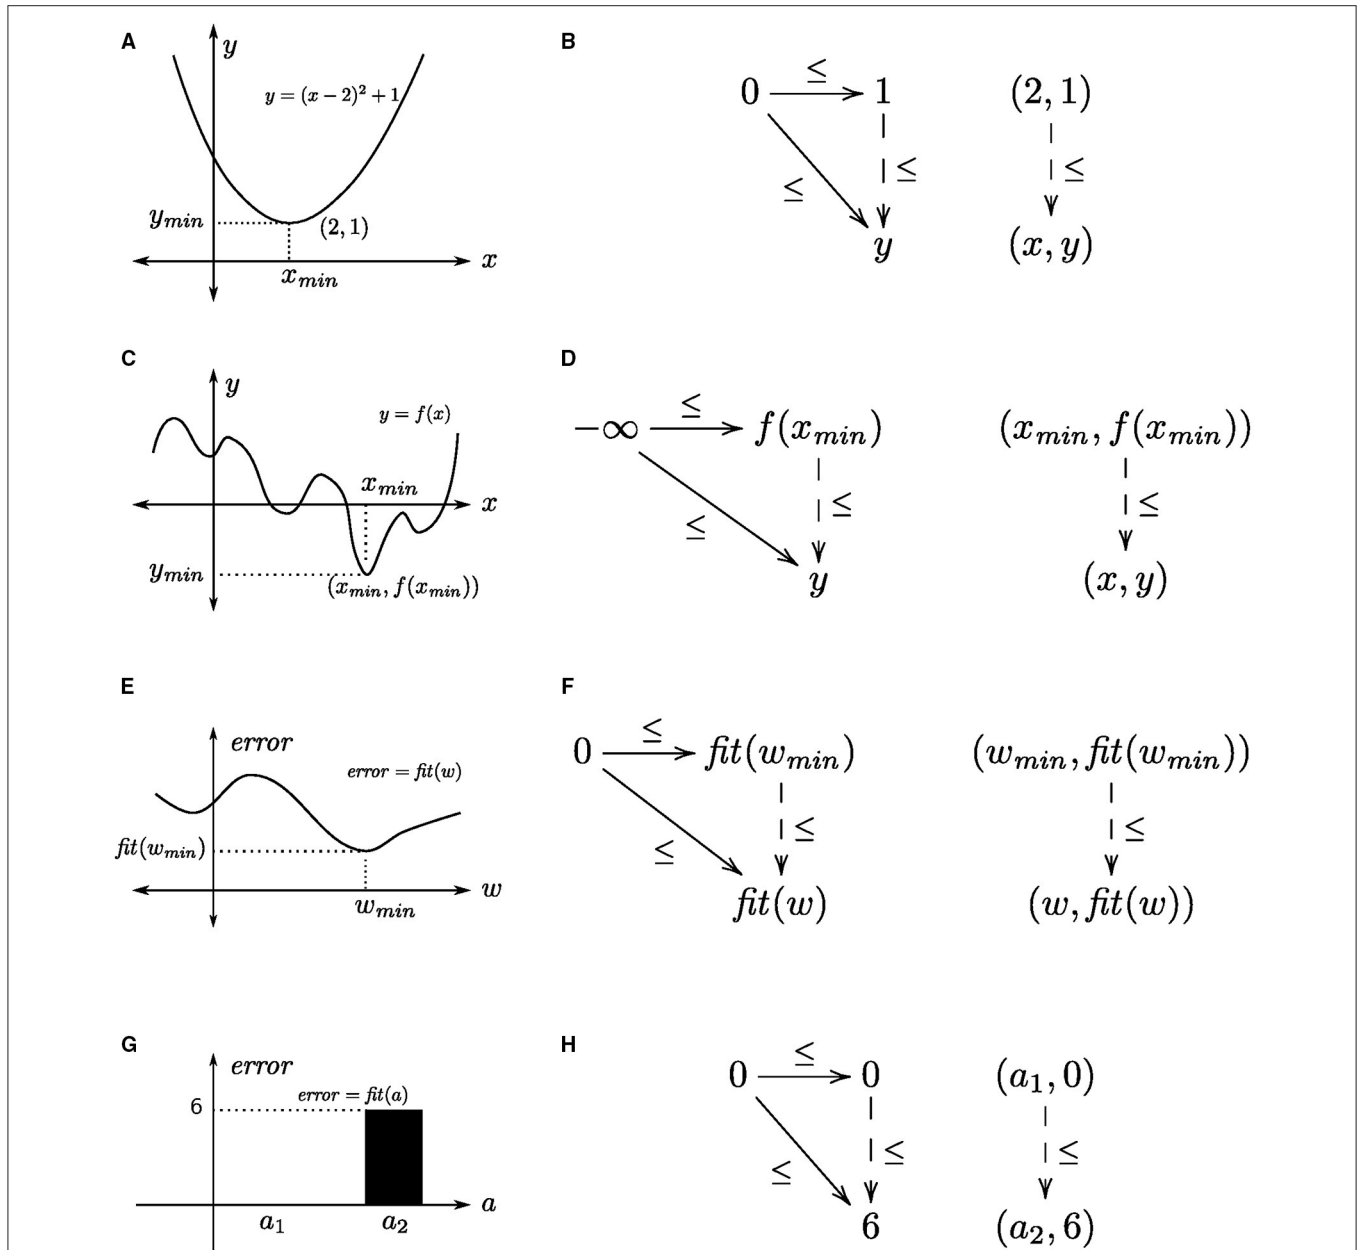 A
y
y = (x − 2)² + 1
y_min
(2, 1)
x
x_min
B
0 ≤ 1 (2, 1)
≤ ≤ ≤
y (x, y)
C
y
y = f(x)
x_min
x
y_min
(x_min, f(x_min))
D
−∞ ≤ f(x_min) (x_min, f(x_min))
≤ ≤ ≤
y (x, y)
E
error
error = fit(w)
fit(w_min)
w
w_min
F
0 ≤ fit(w_min) (w_min, fit(w_min))
≤ ≤ ≤
fit(w) (w, fit(w))
G
error
error = fit(a)
6
a
a₁ a₂
H
0 ≤ 0 (a₁, 0)
≤ ≤ ≤
6 (a₂, 6)